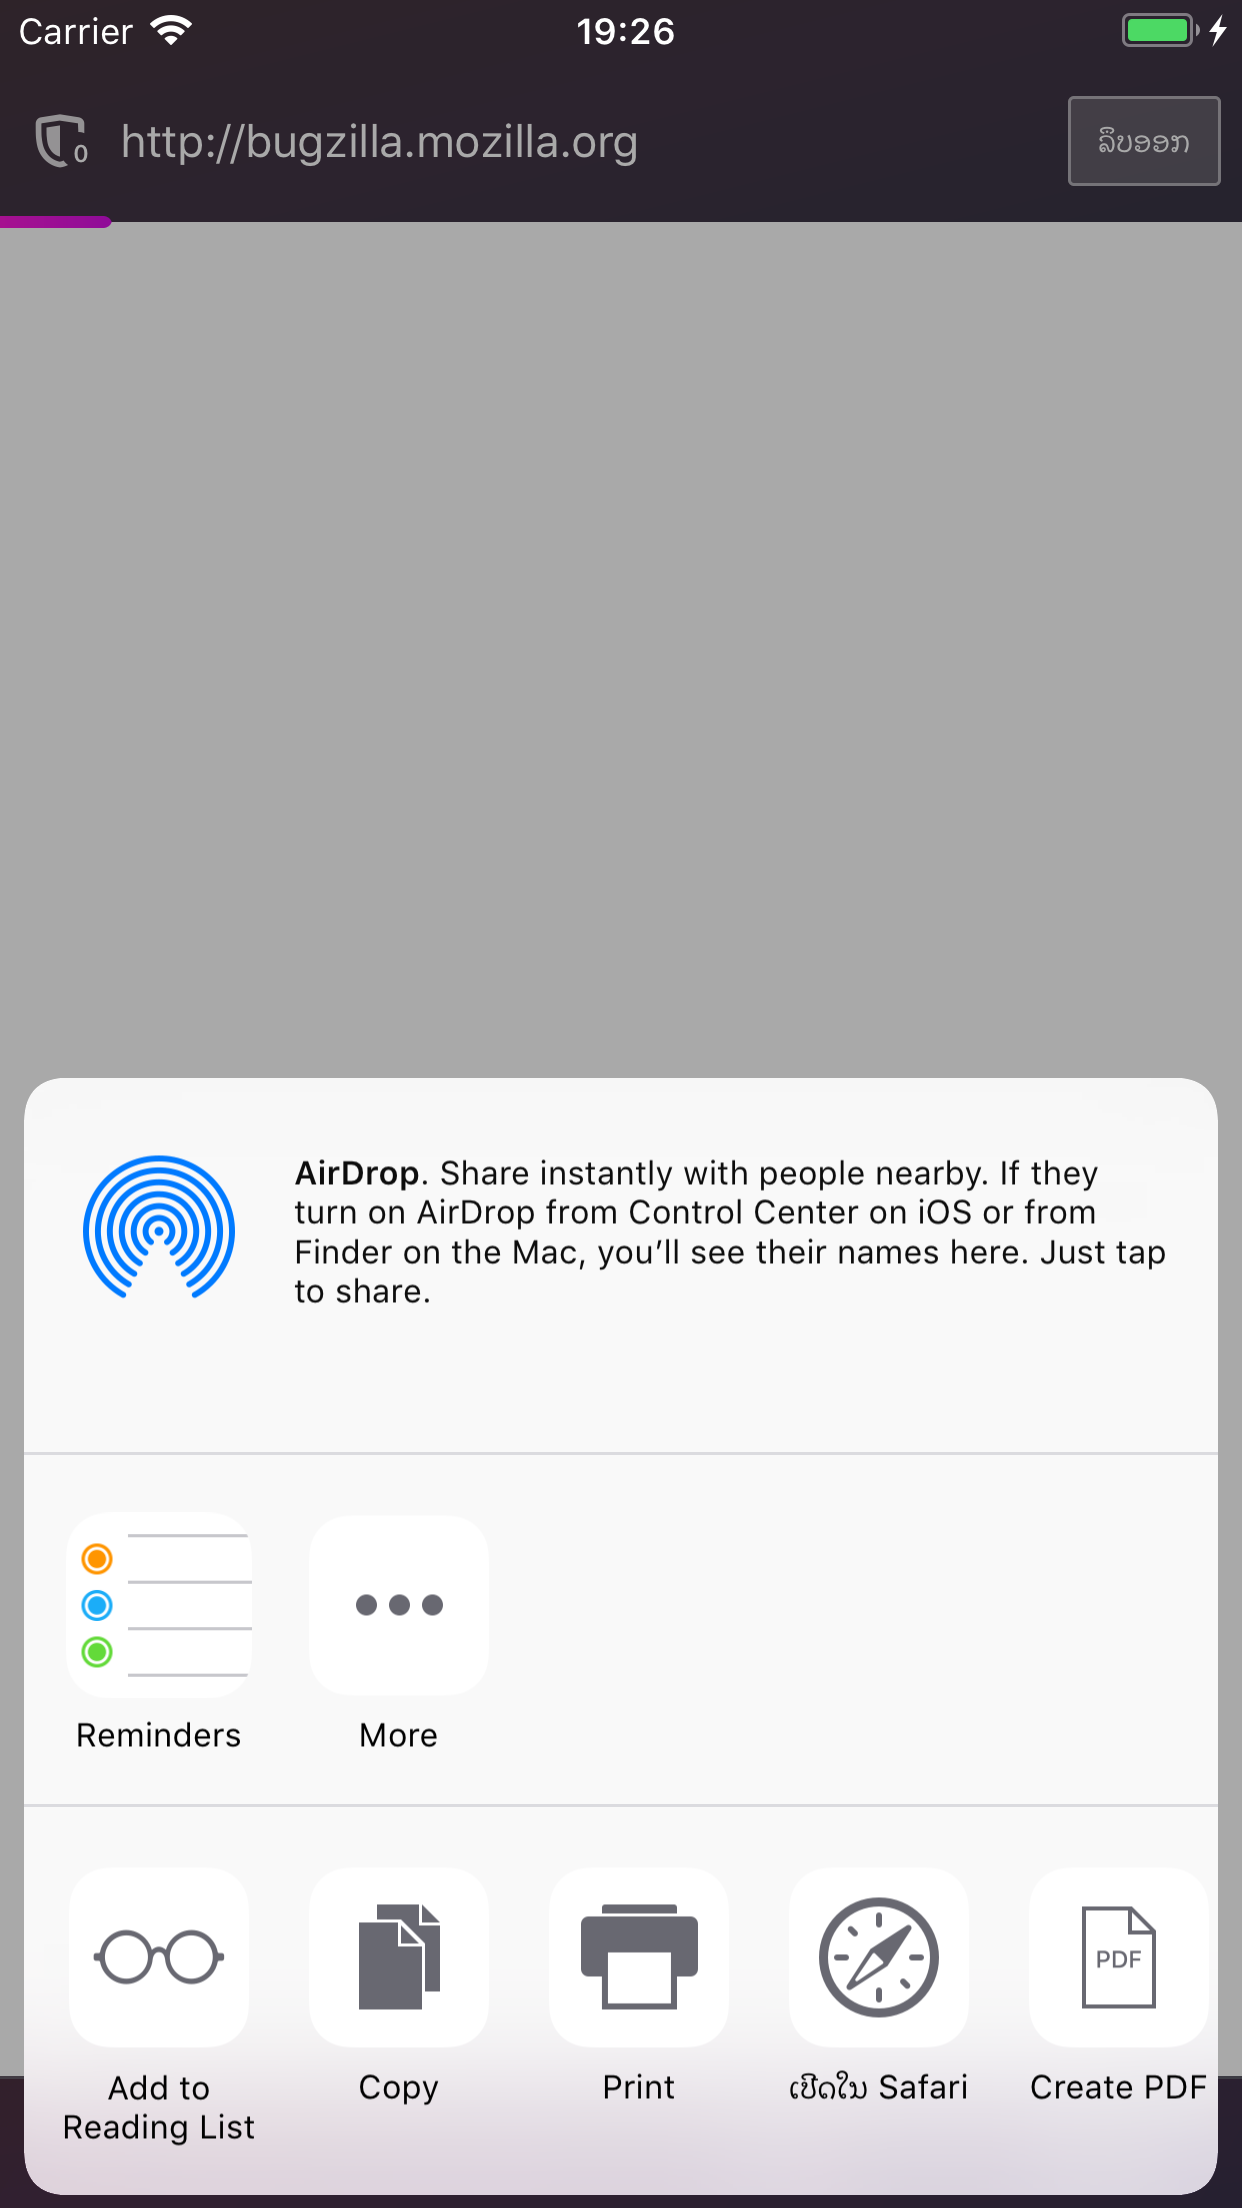 Carrier 19:26
0 http://bugzilla.mozilla.org ລຶບອອກ
AirDrop. Share instantly with people nearby. If they
turn on AirDrop from Control Center on iOS or from
Finder on the Mac, you’ll see their names here. Just tap
to share.
Reminders More
PDF
Add to
Reading List
Copy
Print
ເປີດໃນ Safari
Create PDF